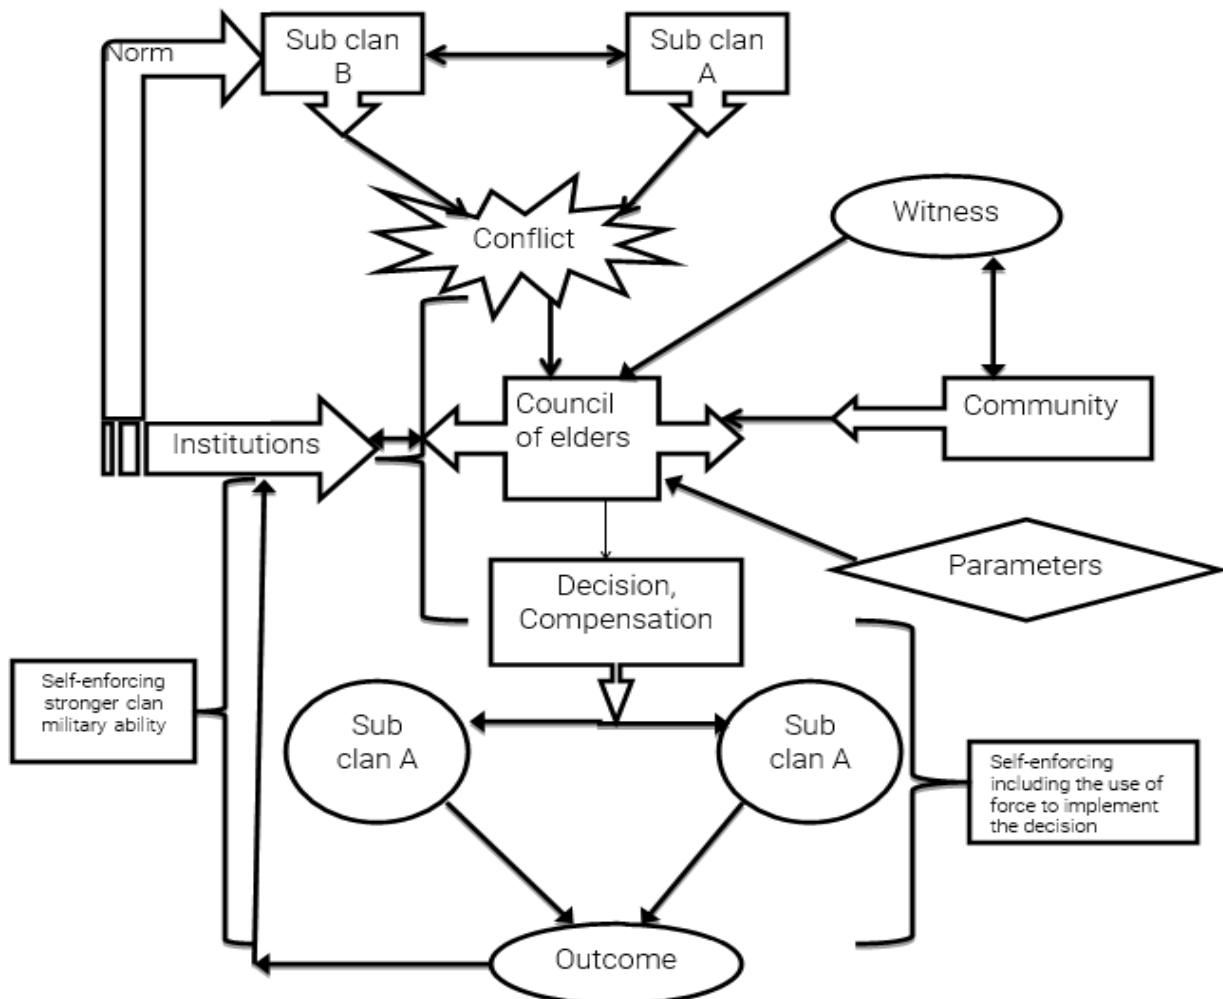 Norm
Sub clan
B
Sub clan
A
Conflict
Witness
Council
of elders
Community
Institutions
Parameters
Decision,
Compensation
Self-enforcing
stronger clan
military ability
Sub
clan A
Sub
clan A
Self-enforcing
including the use of
force to implement
the decision
Outcome